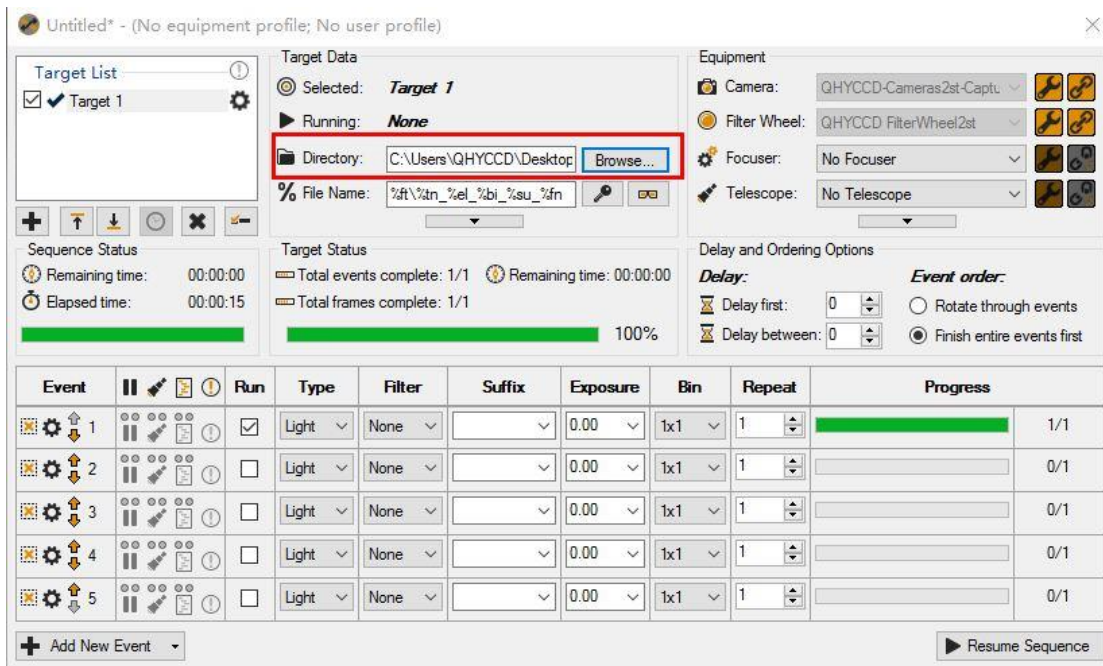 Untitled* - (No equipment profile; No user profile)
Target List
Target 1
Target Data
Selected: Target 1
Running: None
Directory: C:\Users\QHYCCD\Desktop Browse...
% File Name: %ft\%tn_%el_%bi_%su_%fn
Equipment
Camera: QHYCCD-Cameras2st-Captu
Filter Wheel: QHYCCD FilterWheel2st
Focuser: No Focuser
Telescope: No Telescope
Sequence Status
Remaining time: 00:00:00
Elapsed time: 00:00:15
Target Status
Total events complete: 1/1 Remaining time: 00:00:00
Total frames complete: 1/1
100%
Delay and Ordering Options
Delay: Event order:
Delay first: 0 Rotate through events
Delay between: 0 Finish entire events first
Event Run Type Filter Suffix Exposure Bin Repeat Progress
1 Light None 0.00 1x1 1 1/1
2 Light None 0.00 1x1 1 0/1
3 Light None 0.00 1x1 1 0/1
4 Light None 0.00 1x1 1 0/1
5 Light None 0.00 1x1 1 0/1
Add New Event Resume Sequence